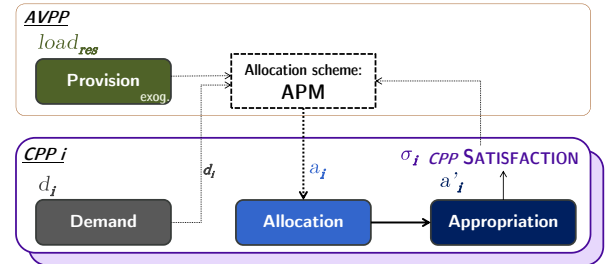 AVPP
load_res
Provision
exog.
Allocation scheme:
APM
CPP i
σ_i CPP SATISFACTION
d_i
d_i
a_i
a'_i
Demand
Allocation
Appropriation